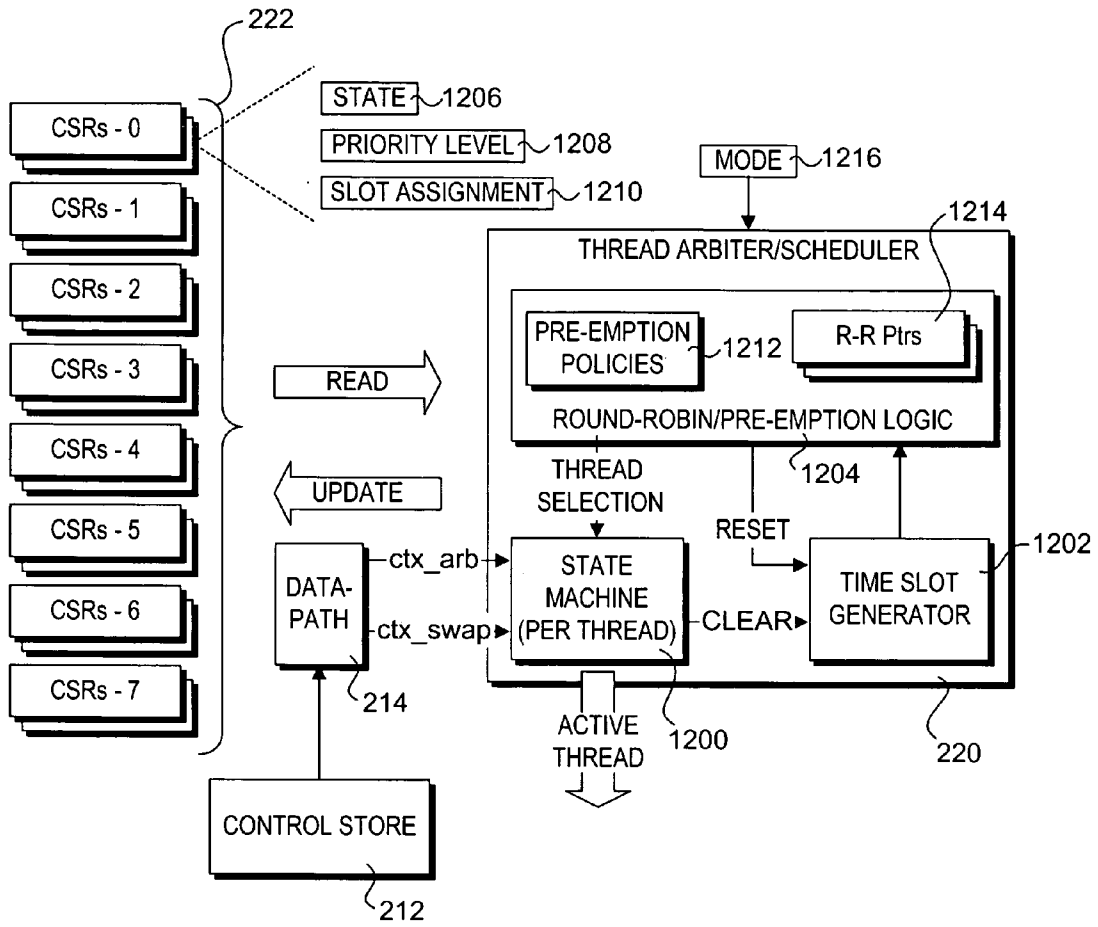 222
CSRs - 0
STATE
1206
PRIORITY LEVEL
1208
SLOT ASSIGNMENT
1210
MODE
1216
CSRs - 1
CSRs - 2
CSRs - 3
CSRs - 4
CSRs - 5
CSRs - 6
CSRs - 7
READ
UPDATE
THREAD ARBITER/SCHEDULER
1214
PRE-EMPTION
POLICIES
1212
R-R Ptrs
ROUND-ROBIN/PRE-EMPTION LOGIC
1204
THREAD
SELECTION
RESET
1202
DATA-
PATH
214
ctx_arb
ctx_swap
STATE
MACHINE
(PER THREAD)
1200
CLEAR
TIME SLOT
GENERATOR
220
ACTIVE
THREAD
CONTROL STORE
212